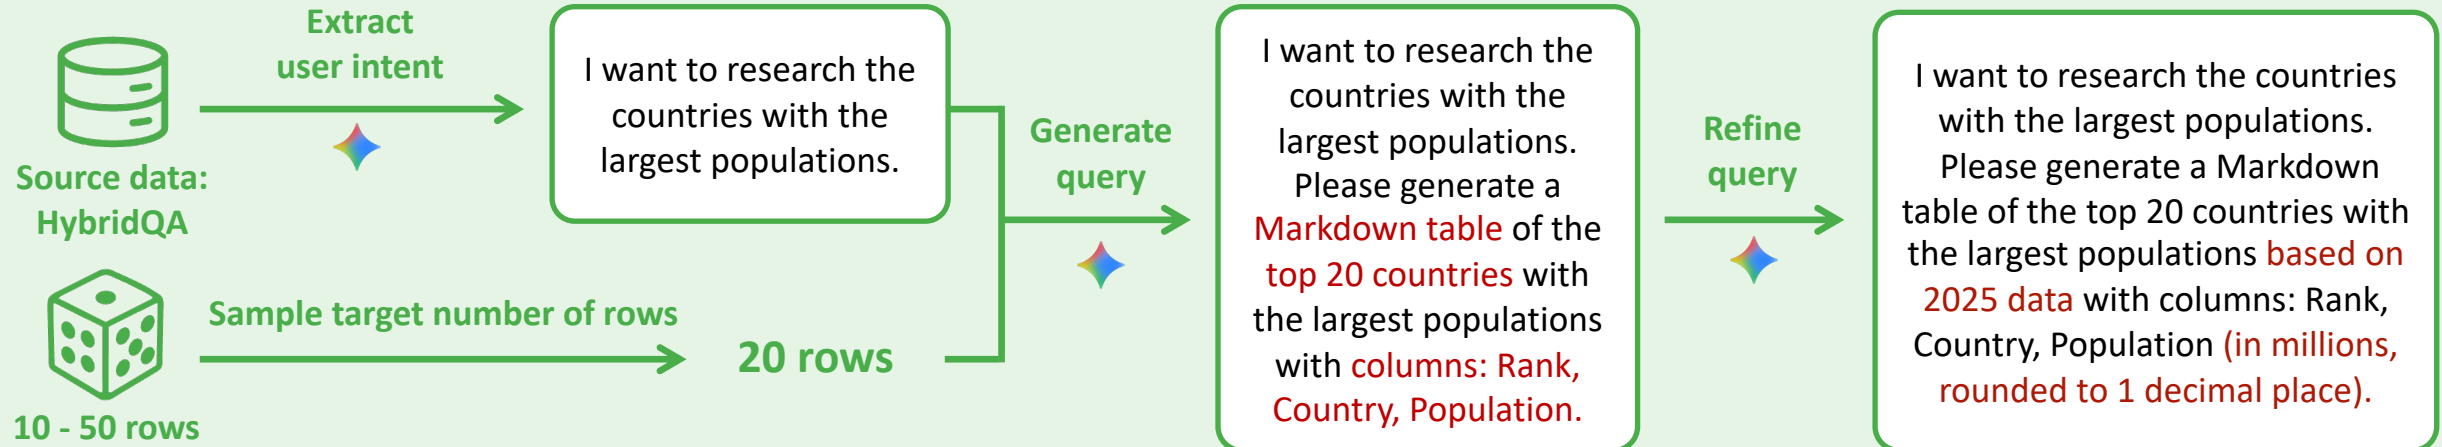 Source data:
HybridQA
Extract
user intent
I want to research the
countries with the
largest populations.
10 - 50 rows
Sample target number of rows
20 rows
Generate
query
I want to research the
countries with the
largest populations.
Please generate a
Markdown table of the
top 20 countries with
the largest populations
with columns: Rank,
Country, Population.
Refine
query
I want to research the countries
with the largest populations.
Please generate a Markdown
table of the top 20 countries with
the largest populations based on
2025 data with columns: Rank,
Country, Population (in millions,
rounded to 1 decimal place).